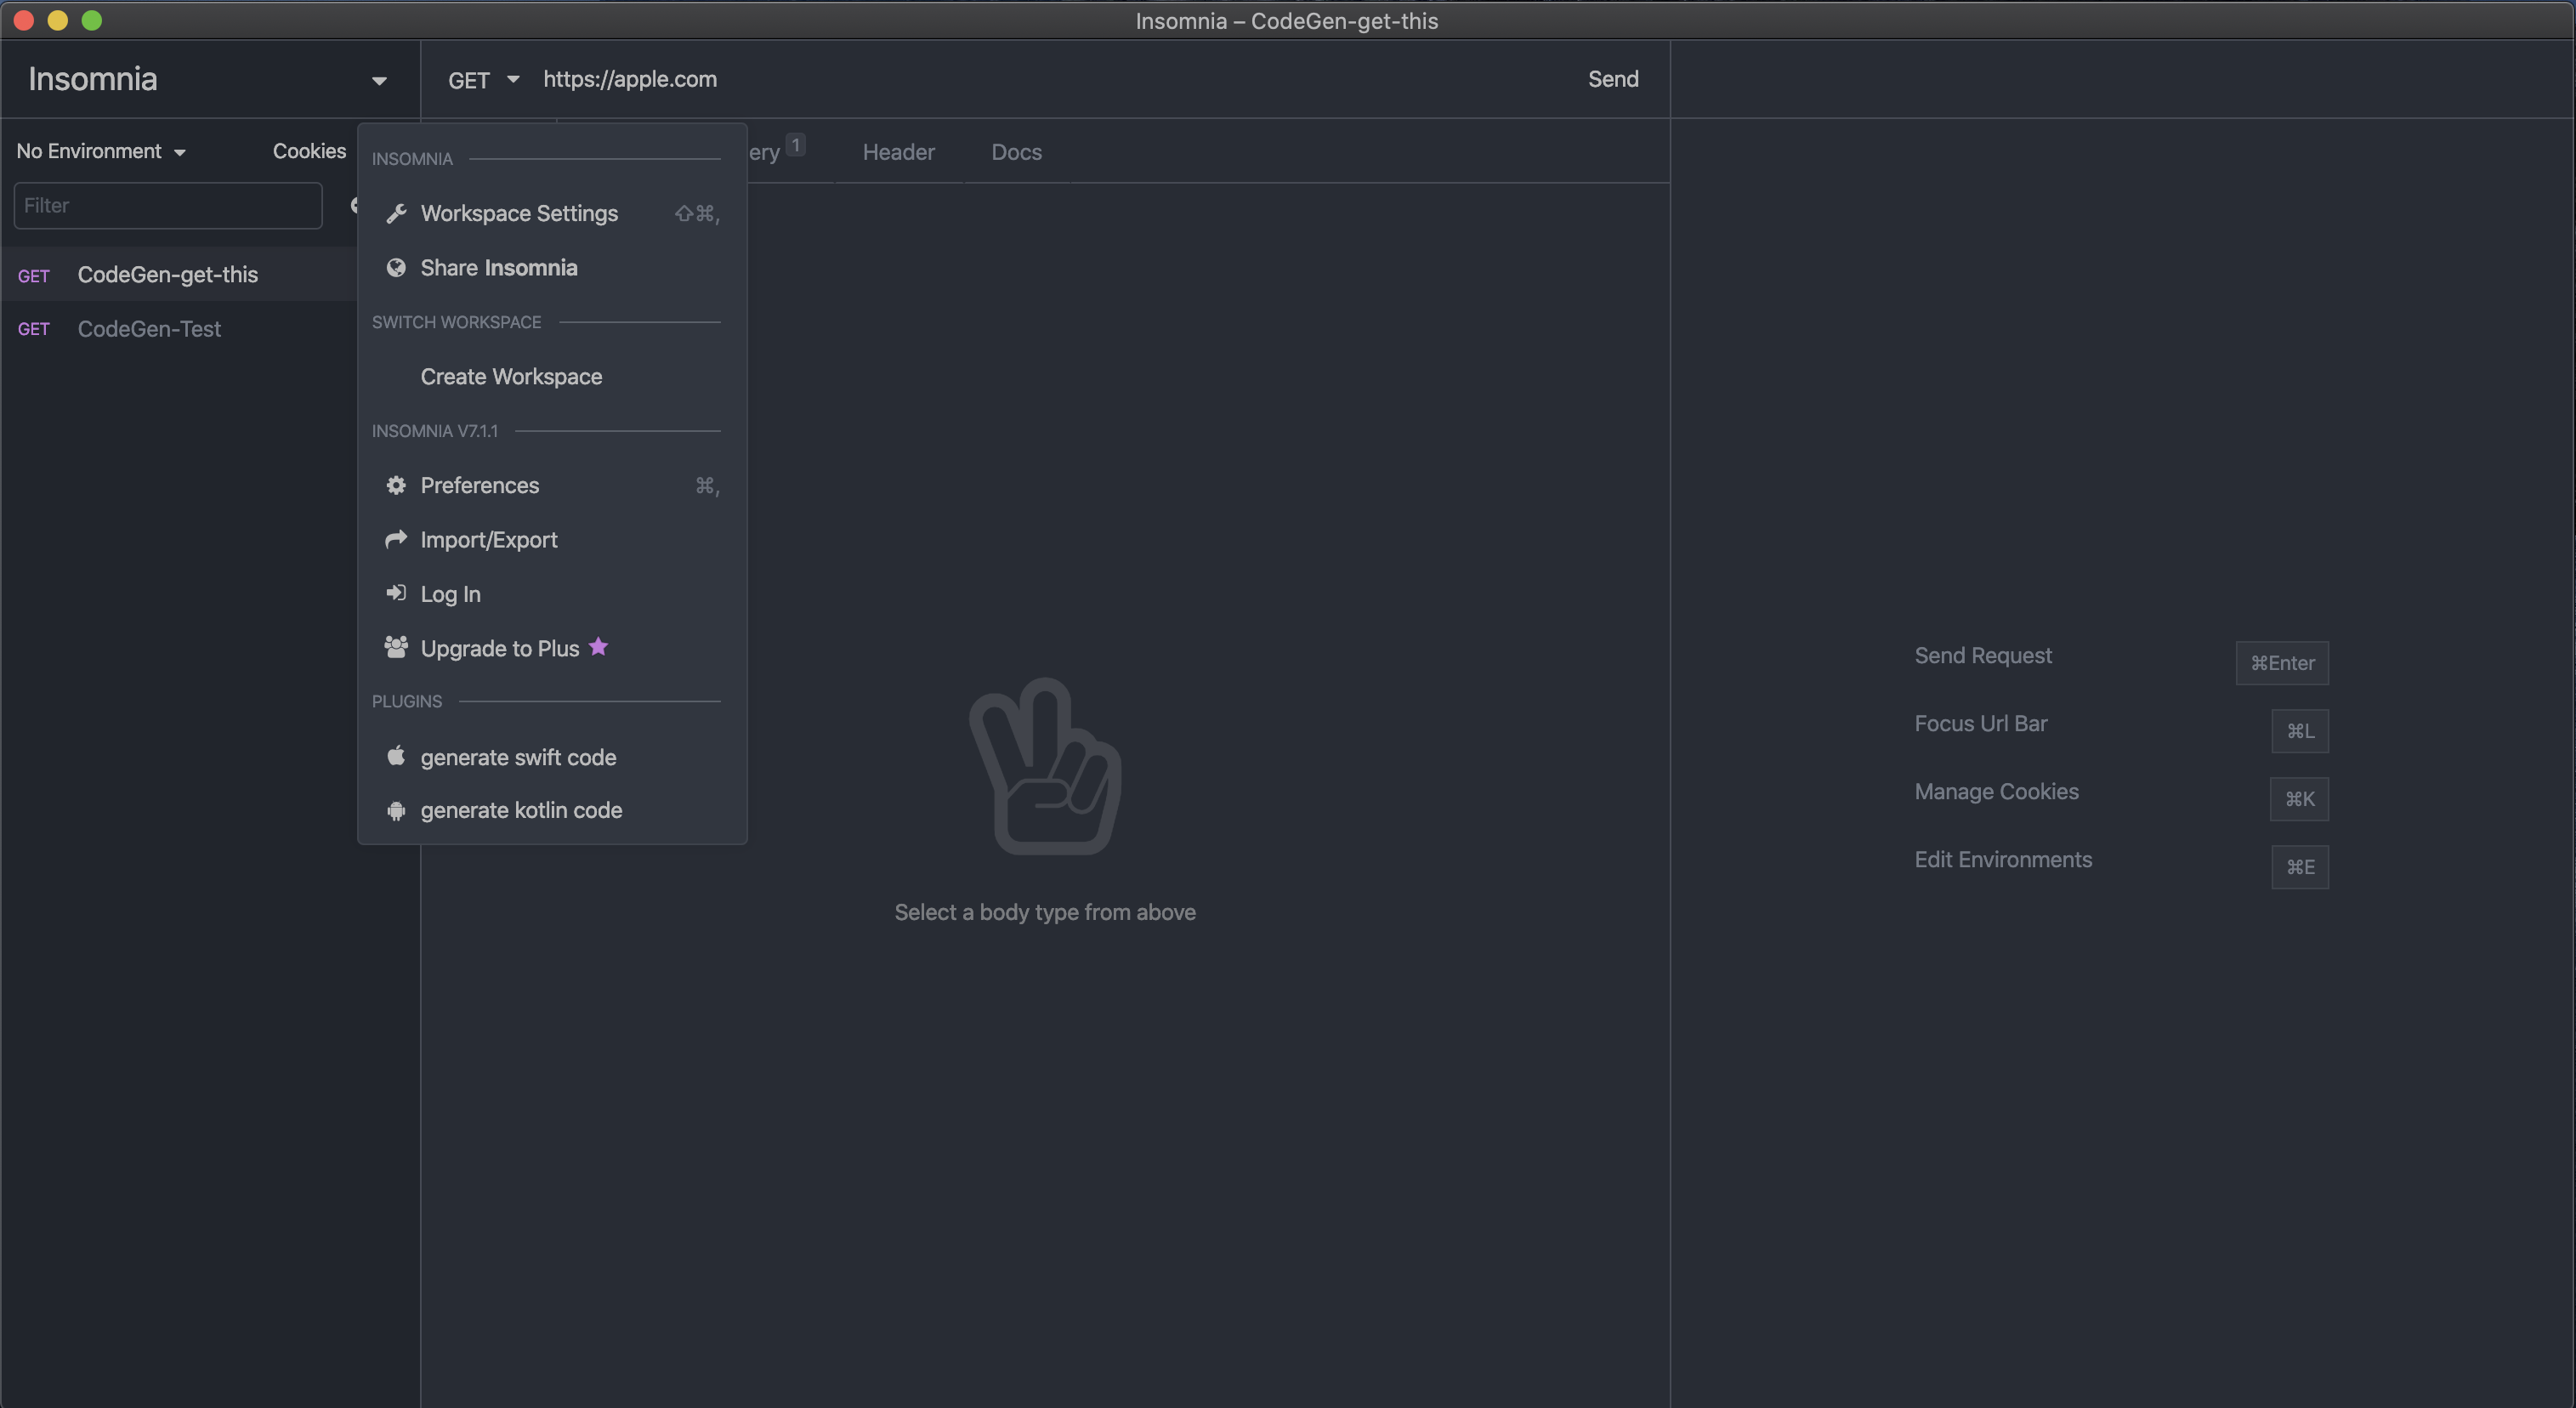 Insomnia – CodeGen-get-this
Insomnia
GET
https://apple.com
Send
No Environment
Cookies
Filter
GET CodeGen-get-this
GET CodeGen-Test
INSOMNIA
Workspace Settings ⇧⌘,
Share Insomnia
SWITCH WORKSPACE
Create Workspace
INSOMNIA V7.1.1
Preferences ⌘,
Import/Export
Log In
Upgrade to Plus
PLUGINS
generate swift code
generate kotlin code
ery 1
Header
Docs
Select a body type from above
Send Request ⌘Enter
Focus Url Bar ⌘L
Manage Cookies ⌘K
Edit Environments ⌘E